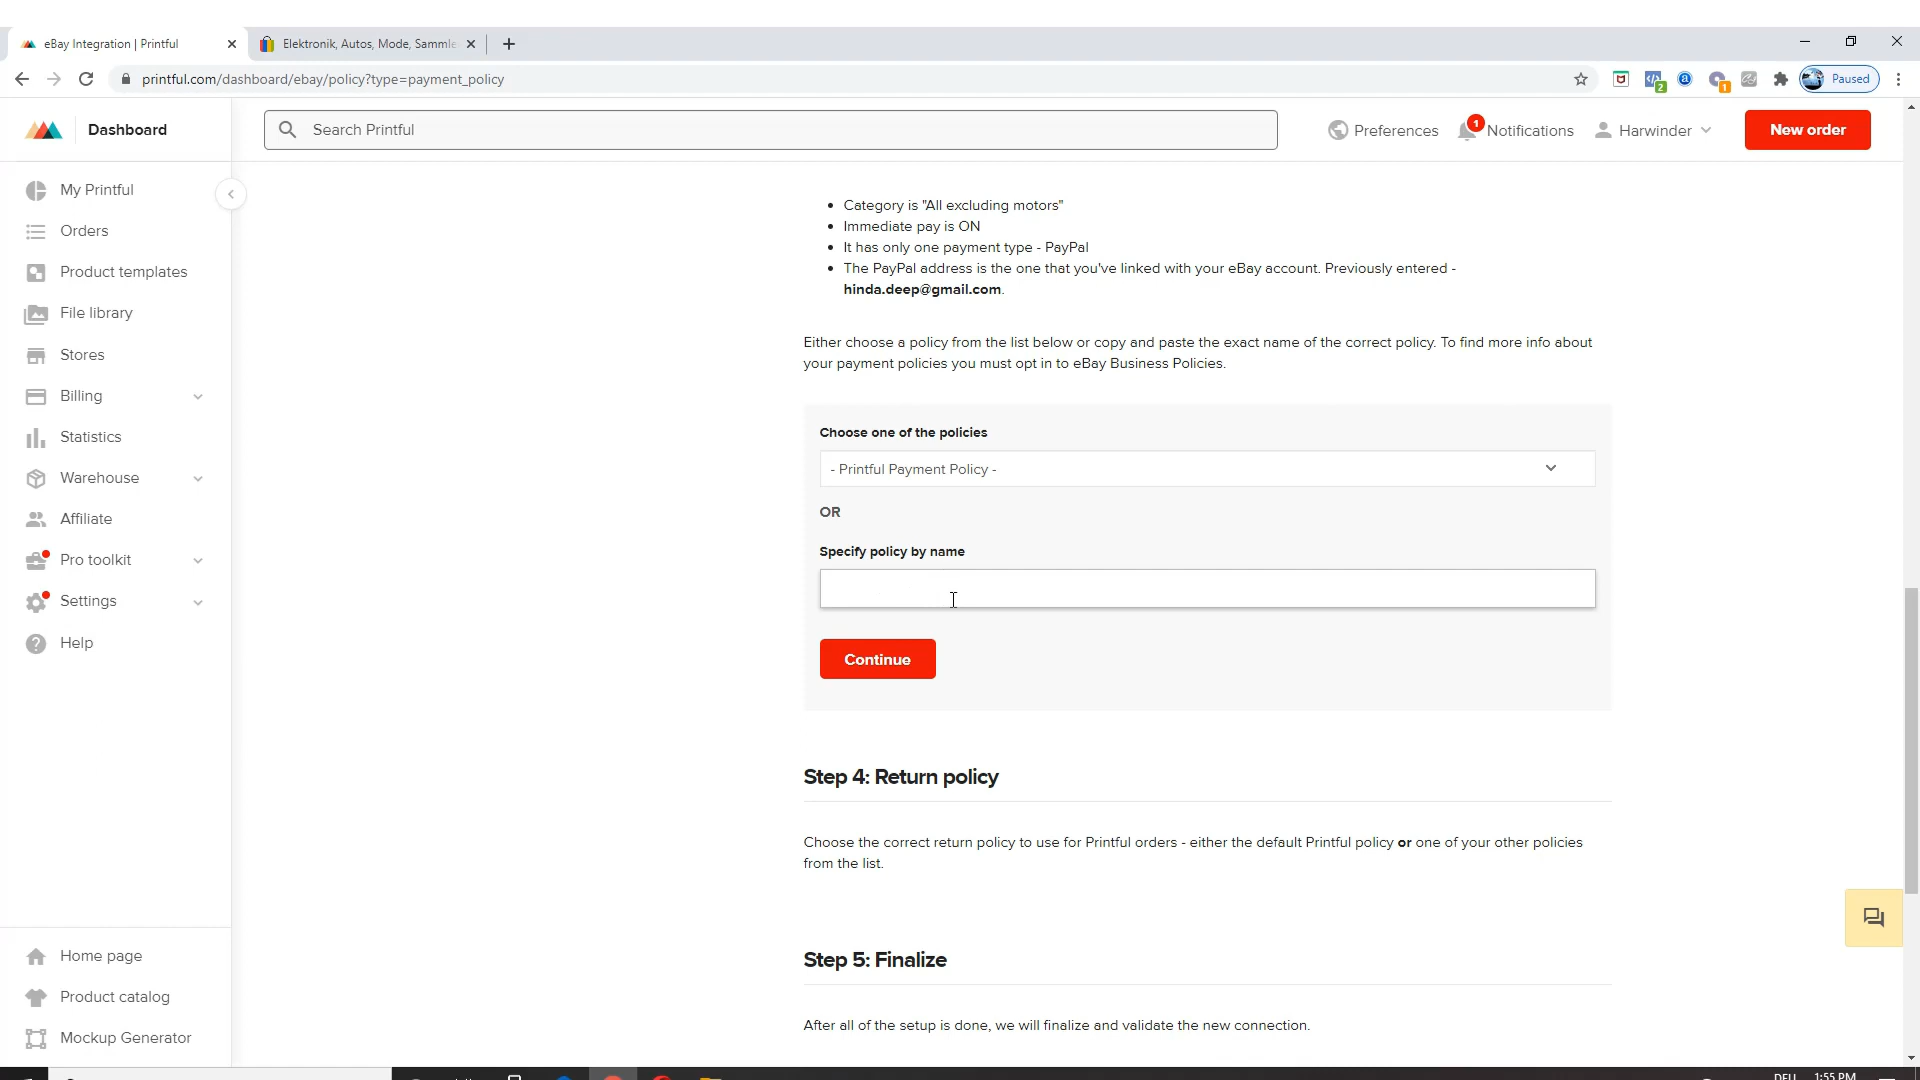 eBay Integration | Printful
Elektronik, Autos, Mode, Sammle
printful.com/dashboard/ebay/policy?type=payment_policy
2
1
Paused
Dashboard
Search Printful
Preferences
1
Notifications
Harwinder
New order
My Printful
Orders
Product templates
File library
Stores
Billing
Statistics
Warehouse
Affiliate
Pro toolkit
Settings
Help
Home page
Product catalog
Mockup Generator
• Category is "All excluding motors"
• Immediate pay is ON
• It has only one payment type - PayPal
• The PayPal address is the one that you've linked with your eBay account. Previously entered -
hinda.deep@gmail.com.
Either choose a policy from the list below or copy and paste the exact name of the correct policy. To find more info about
your payment policies you must opt in to eBay Business Policies.
Choose one of the policies
- Printful Payment Policy -
OR
Specify policy by name
Continue
Step 4: Return policy
Choose the correct return policy to use for Printful orders - either the default Printful policy or one of your other policies
from the list.
Step 5: Finalize
After all of the setup is done, we will finalize and validate the new connection.
DEU
1:55 PM